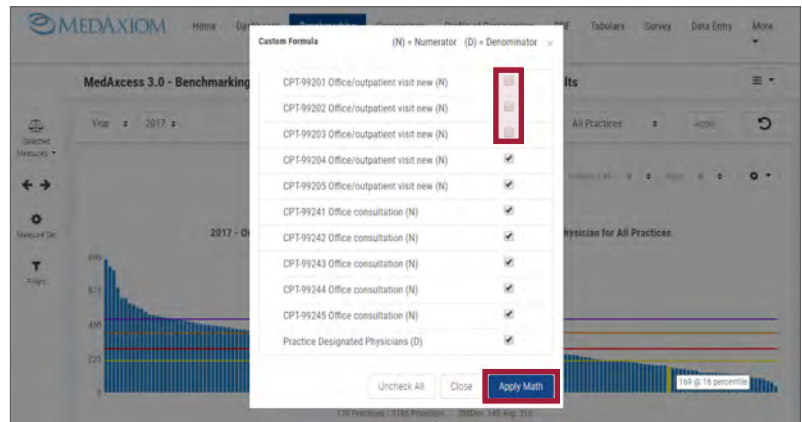 MEDAXIOM Home Benchmarking Tabulars Survey Data Entry More
Custom Formula (N) = Numerator (D) = Denominator ×
MedAxcess 3.0 - Benchmarking
lts
CPT-99201 Office/outpatient visit new (N)
CPT-99202 Office/outpatient visit new (N)
CPT-99203 Office/outpatient visit new (N)
CPT-99204 Office/outpatient visit new (N)
CPT-99205 Office/outpatient visit new (N)
CPT-99241 Office consultation (N)
CPT-99242 Office consultation (N)
CPT-99243 Office consultation (N)
CPT-99244 Office consultation (N)
CPT-99245 Office consultation (N)
Practice Designated Physicians (D)
Uncheck All Close Apply Math
Year 2017 All Practices Apply
Selected
Measures
Measure Set
Filters
2017 - O hysician for All Practices
900
675
450
225
0
169 @ 16 percentile